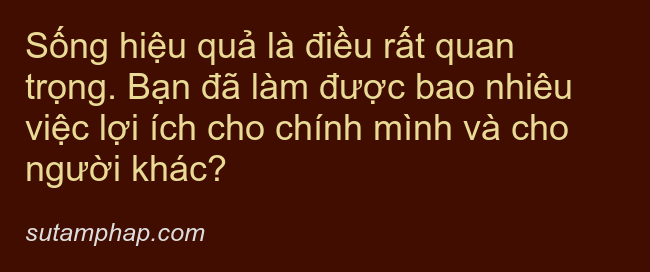 Sống hiệu quả là điều rất quan
trọng. Bạn đã làm được bao nhiêu
việc lợi ích cho chính mình và cho
người khác?
sutamphap.com